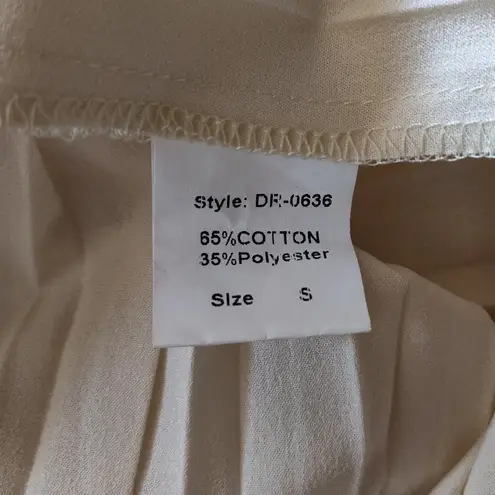 Style: DR-0636
65%COTTON
35%Polyester
Size S